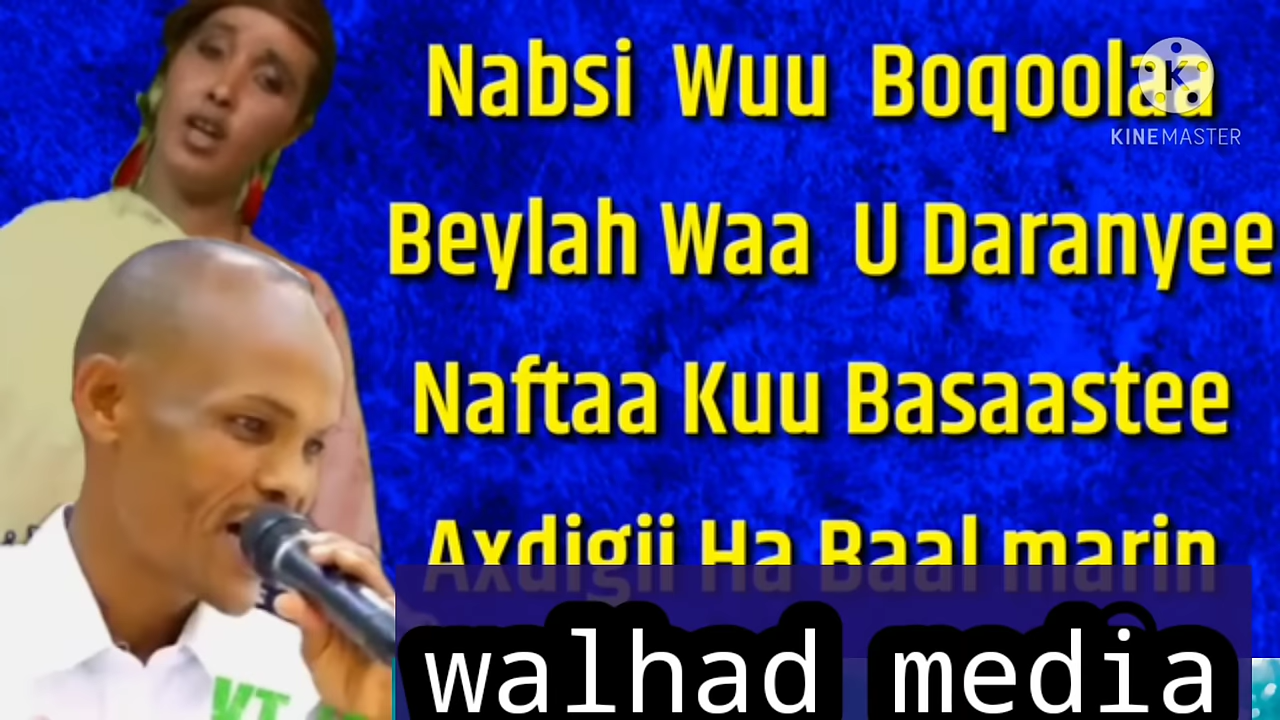 Nabsi Wuu Boqoolaa
KINEMASTER
Beylah Waa U Daranyee
Naftaa Kuu Basaastee
Axdigii Ha Baal marin
walhad media